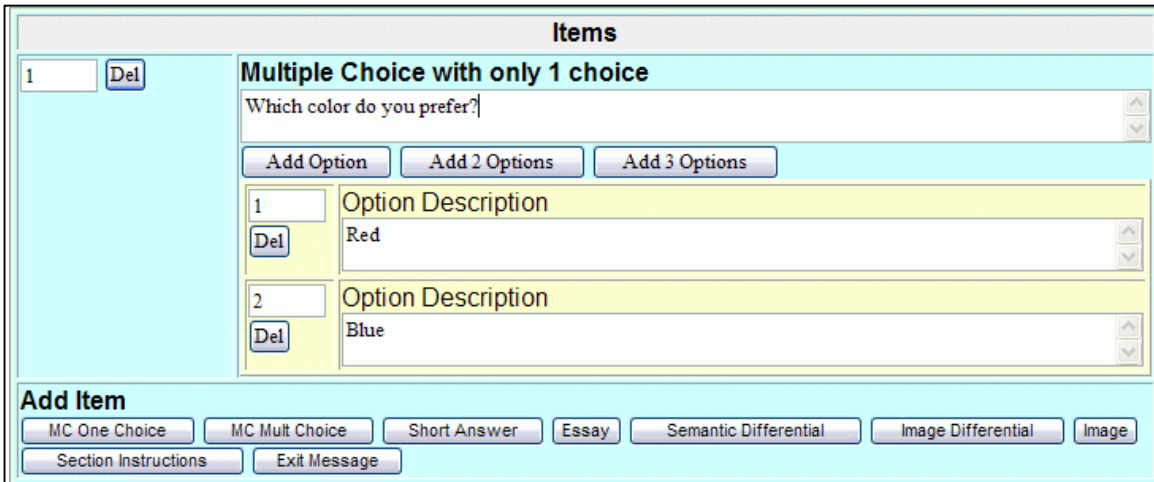 Items
1 Del Multiple Choice with only 1 choice
Which color do you prefer?
Add Option Add 2 Options Add 3 Options
1 Option Description
Del Red
2 Option Description
Del Blue
Add Item
MC One Choice MC Mult Choice Short Answer Essay Semantic Differential Image Differential Image
Section Instructions Exit Message